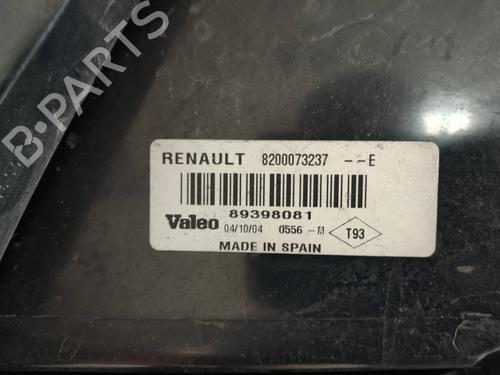 B-PARTS
RENAULT 8200073237 --E
89398081
Valeo 04/10/04 0556 -M T93
MADE IN SPAIN